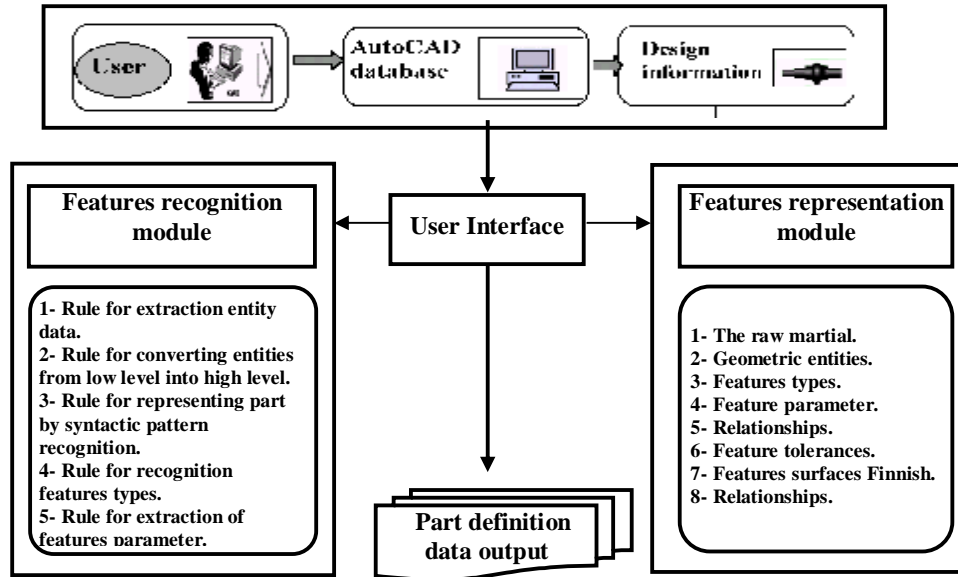 User
AutoCAD
database
Design
information
Features recognition
module
User Interface
Features representation
module
1- Rule for extraction entity
data.
2- Rule for converting entities
from low level into high level.
3- Rule for representing part
by syntactic pattern
recognition.
4- Rule for recognition
features types.
5- Rule for extraction of
features parameter.
1- The raw martial.
2- Geometric entities.
3- Features types.
4- Feature parameter.
5- Relationships.
6- Feature tolerances.
7- Features surfaces Finnish.
8- Relationships.
Part definition
data output